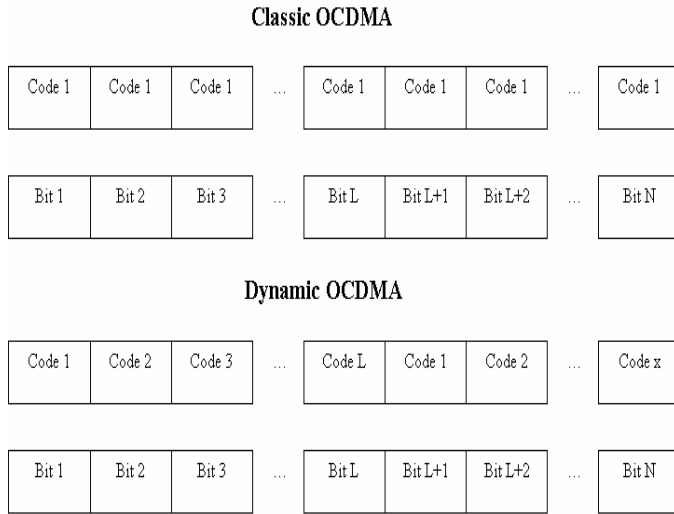 Classic OCDMA
Code 1 Code 1 Code 1 ... Code 1 Code 1 Code 1 ... Code 1
Bit 1 Bit 2 Bit 3 ... Bit L Bit L+1 Bit L+2 ... Bit N
Dynamic OCDMA
Code 1 Code 2 Code 3 ... Code L Code 1 Code 2 ... Code x
Bit 1 Bit 2 Bit 3 ... Bit L Bit L+1 Bit L+2 ... Bit N